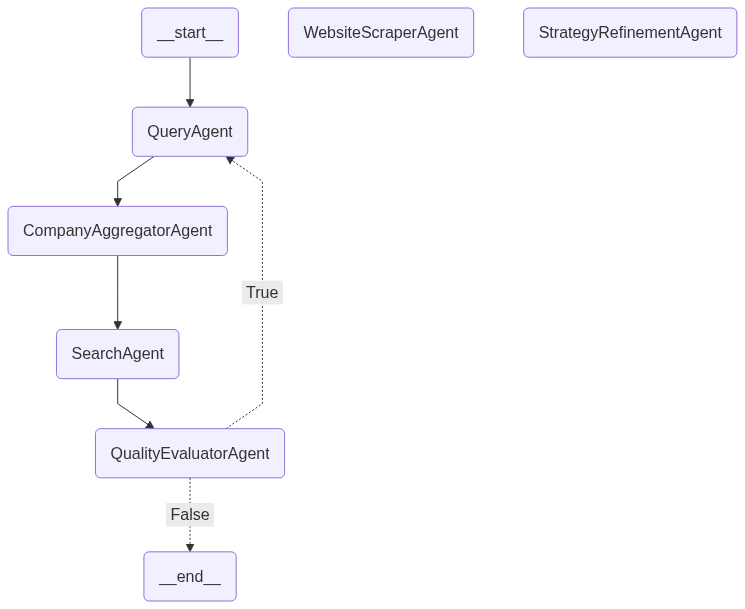 __start__
WebsiteScraperAgent
StrategyRefinementAgent
QueryAgent
CompanyAggregatorAgent
True
SearchAgent
QualityEvaluatorAgent
False
__end__